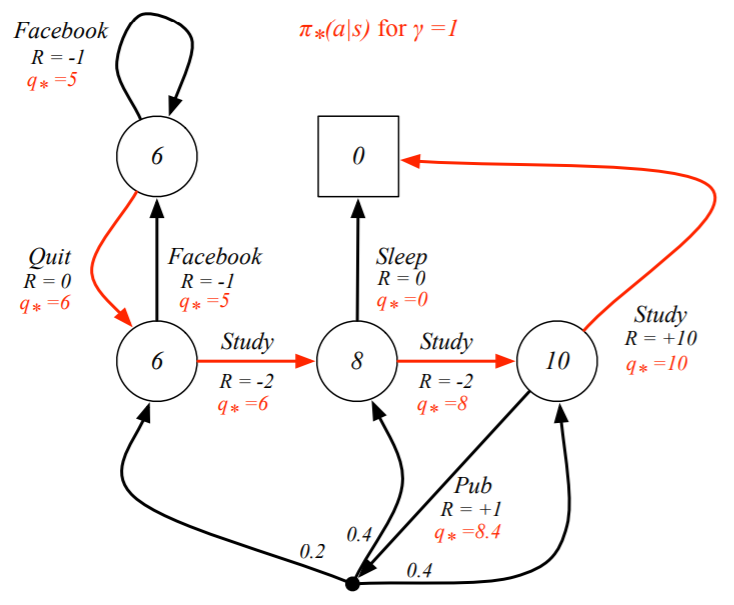 Facebook
R = -1
q* =5
π*(a|s) for γ =1
6
0
Quit
R = 0
q* =6
Facebook
R = -1
q* =5
Sleep
R = 0
q* =0
Study
R = +10
q* =10
6
Study
R = -2
q* =6
8
Study
R = -2
q* =8
10
Pub
R = +1
q* =8.4
0.2
0.4
0.4